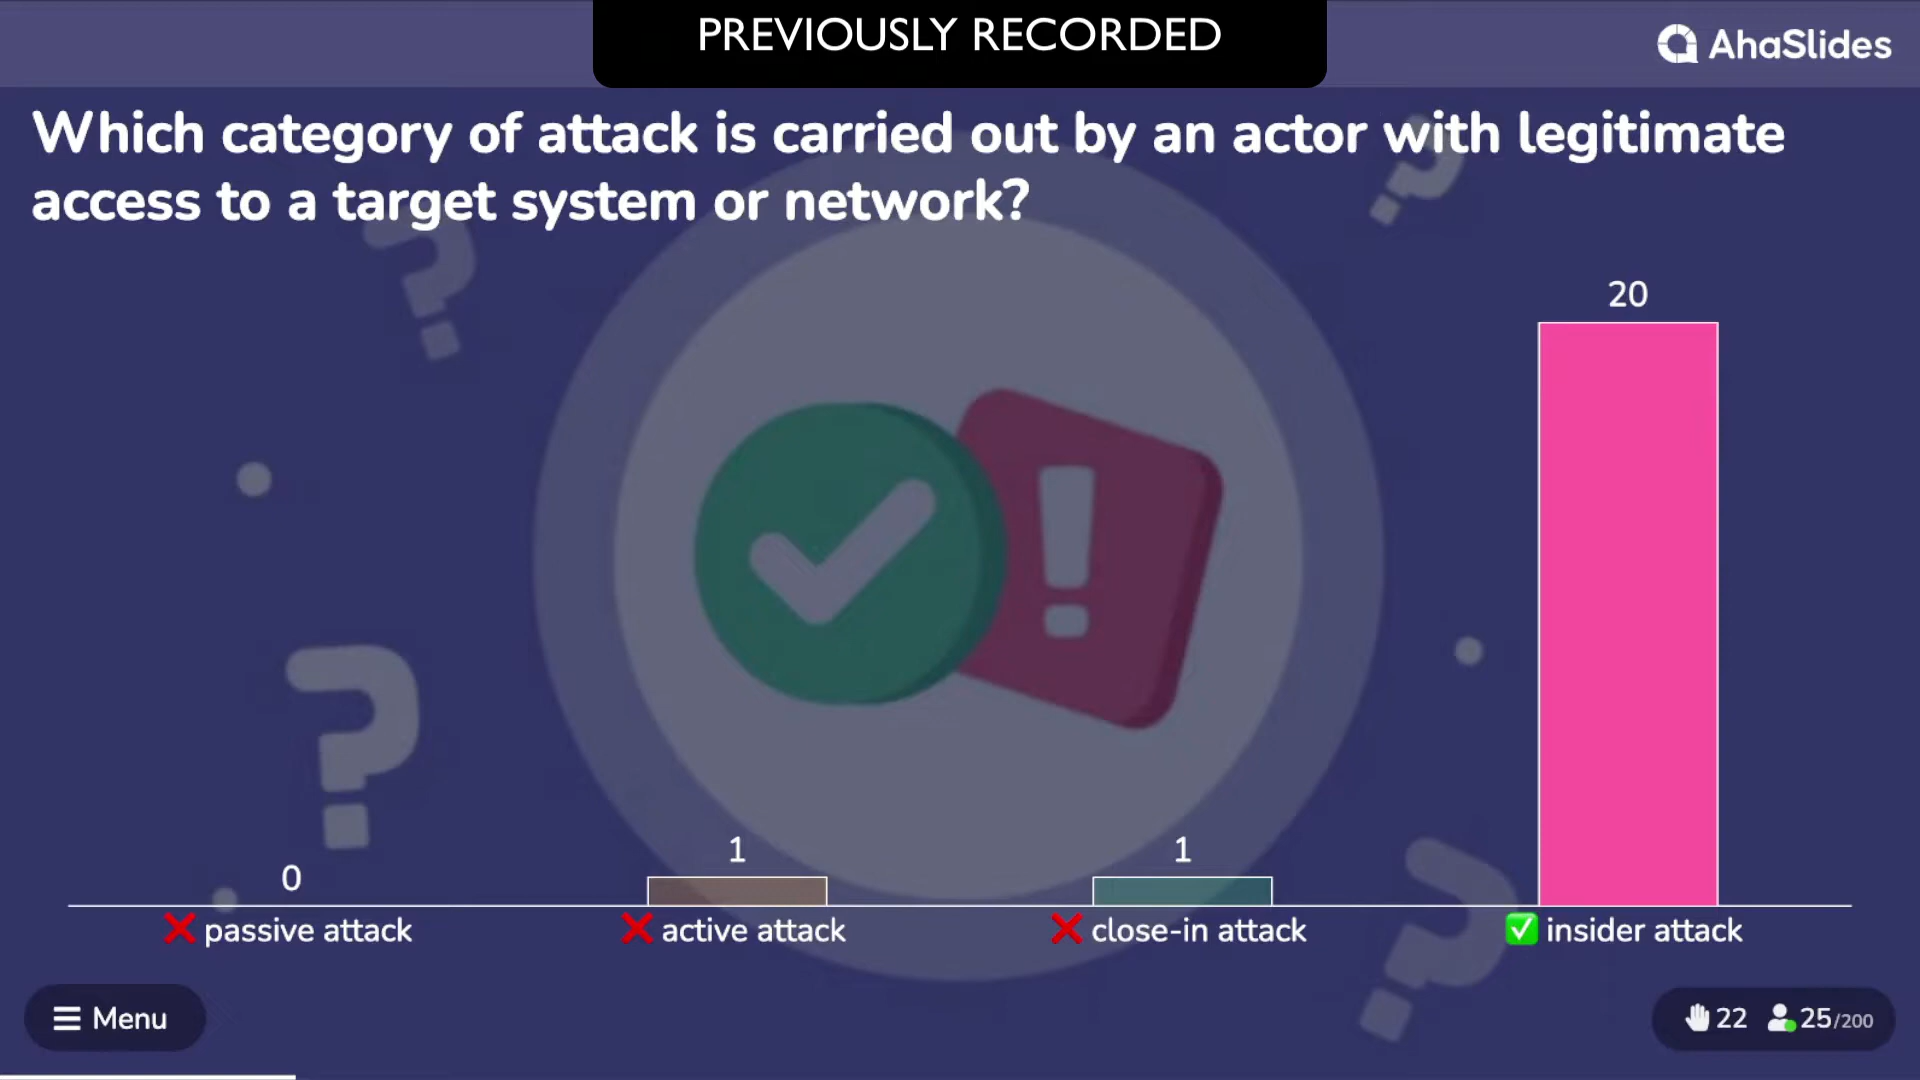 PREVIOUSLY RECORDED
AhaSlides
Which category of attack is carried out by an actor with legitimate
access to a target system or network?
20
0
1
1
❌ passive attack
❌ active attack
❌ close-in attack
✅ insider attack
Menu
22
25/200